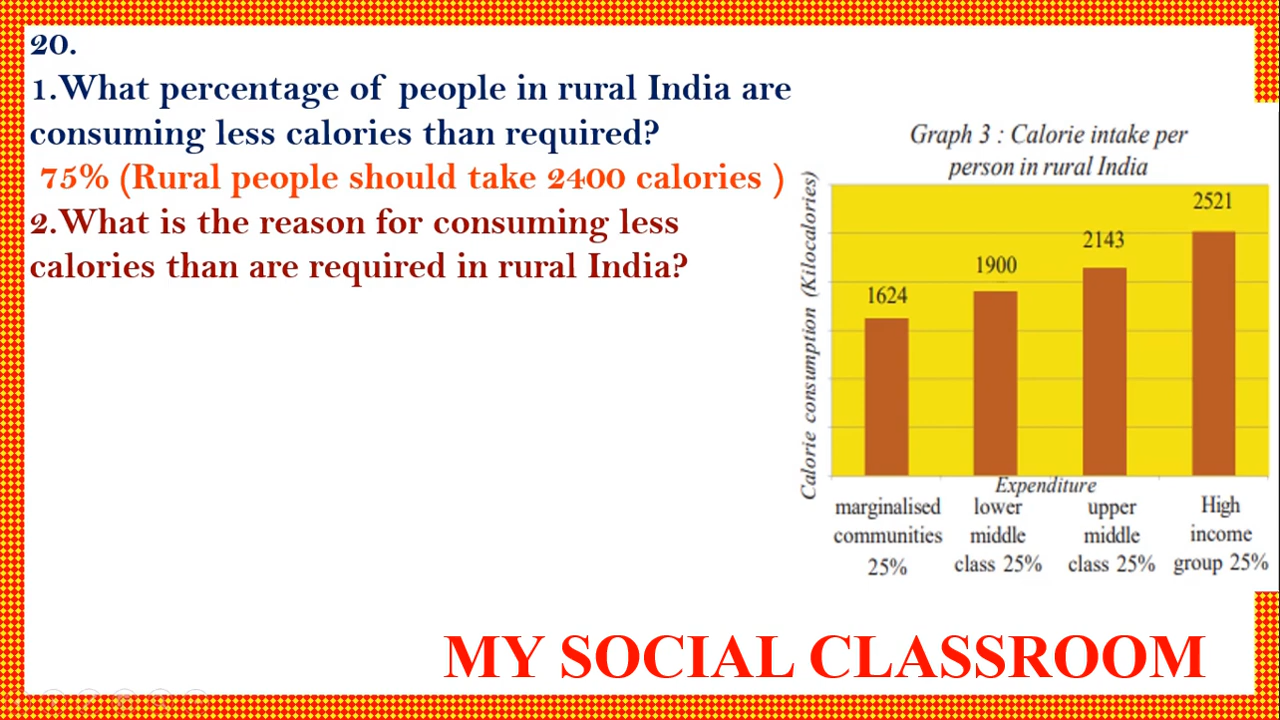 20.
1.What percentage of people in rural India are
consuming less calories than required?
75% (Rural people should take 2400 calories )
2.What is the reason for consuming less
calories than are required in rural India?
Graph 3 : Calorie intake per
person in rural India
Calorie consumption (Kilocalories)
1624
1900
2143
2521
Expenditure
marginalised
communities
25%
lower
middle
class 25%
upper
middle
class 25%
High
income
group 25%
MY SOCIAL CLASSROOM